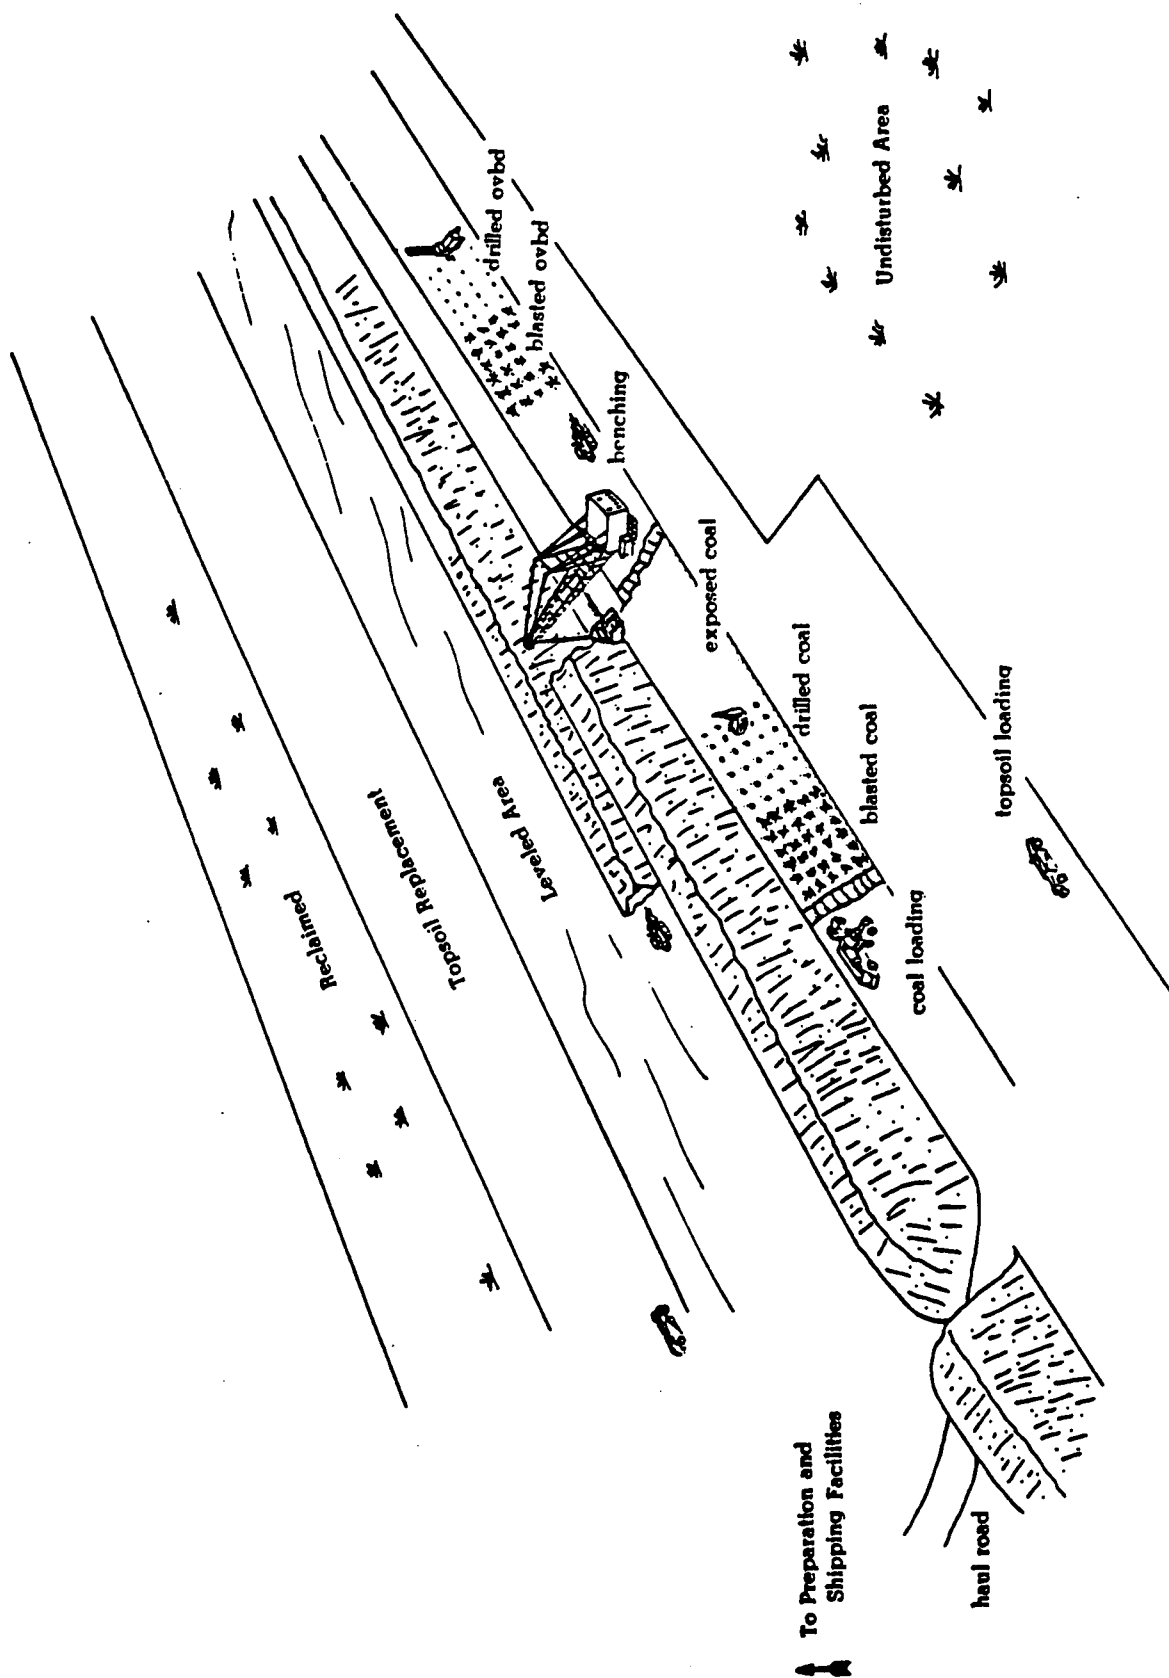 Reclaimed
Topsoil Replacement
Leveled Area
drilled ovbd
blasted ovbd
benching
exposed coal
drilled coal
blasted coal
coal loading
topsoil loading
Undisturbed Area
To Preparation and
Shipping Facilities
haul road